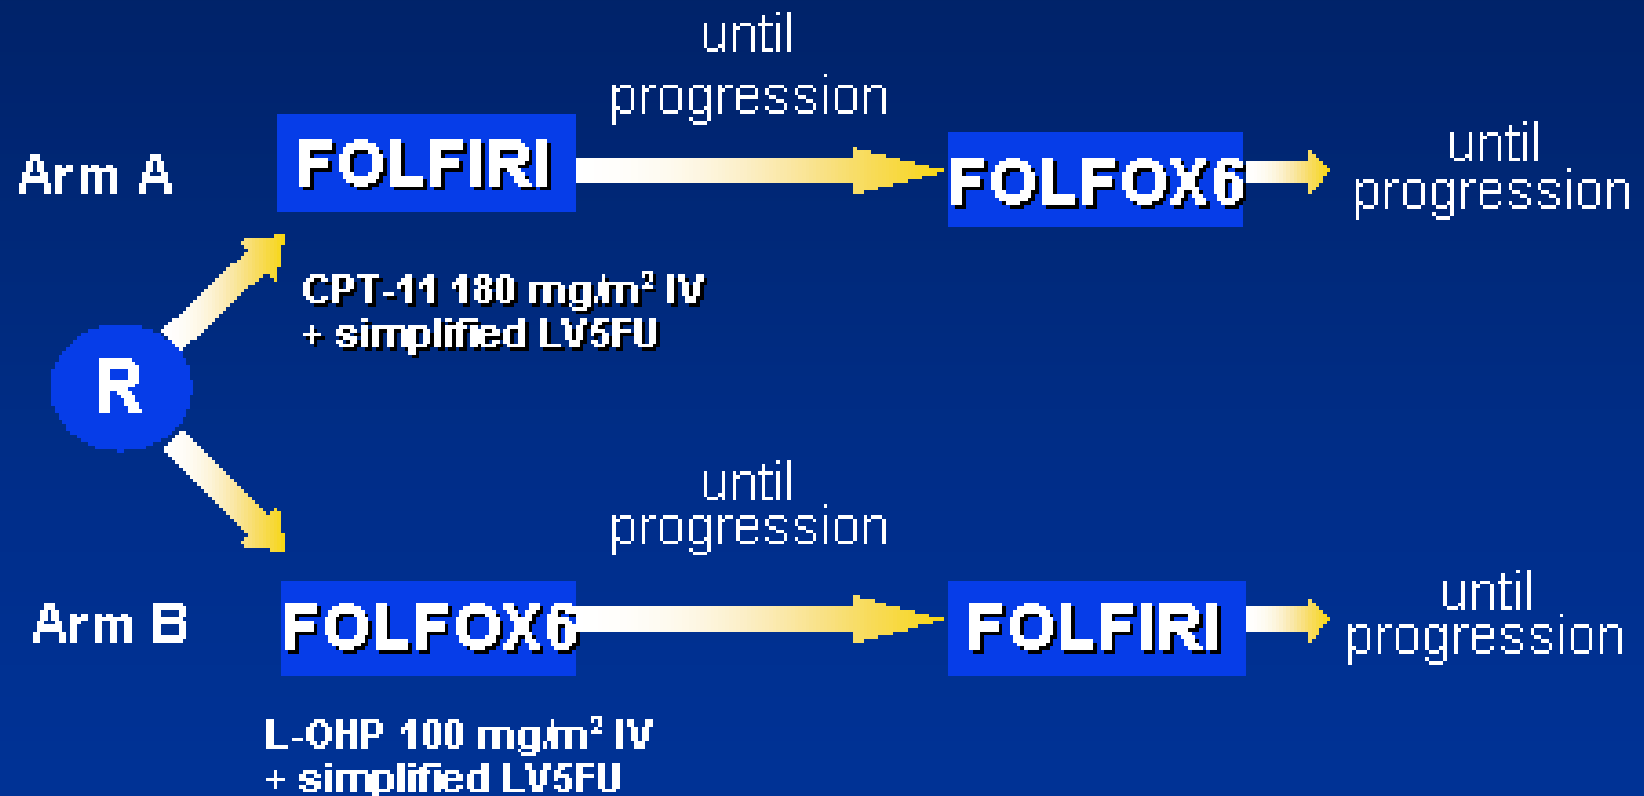 until
progression
Arm A
FOLFIRI
FOLFOX6
until
progression
CPT-11 180 mg/m² IV
+ simplified LV5FU
R
until
progression
Arm B
FOLFOX6
FOLFIRI
until
progression
L-OHP 100 mg/m² IV
+ simplified LV5FU